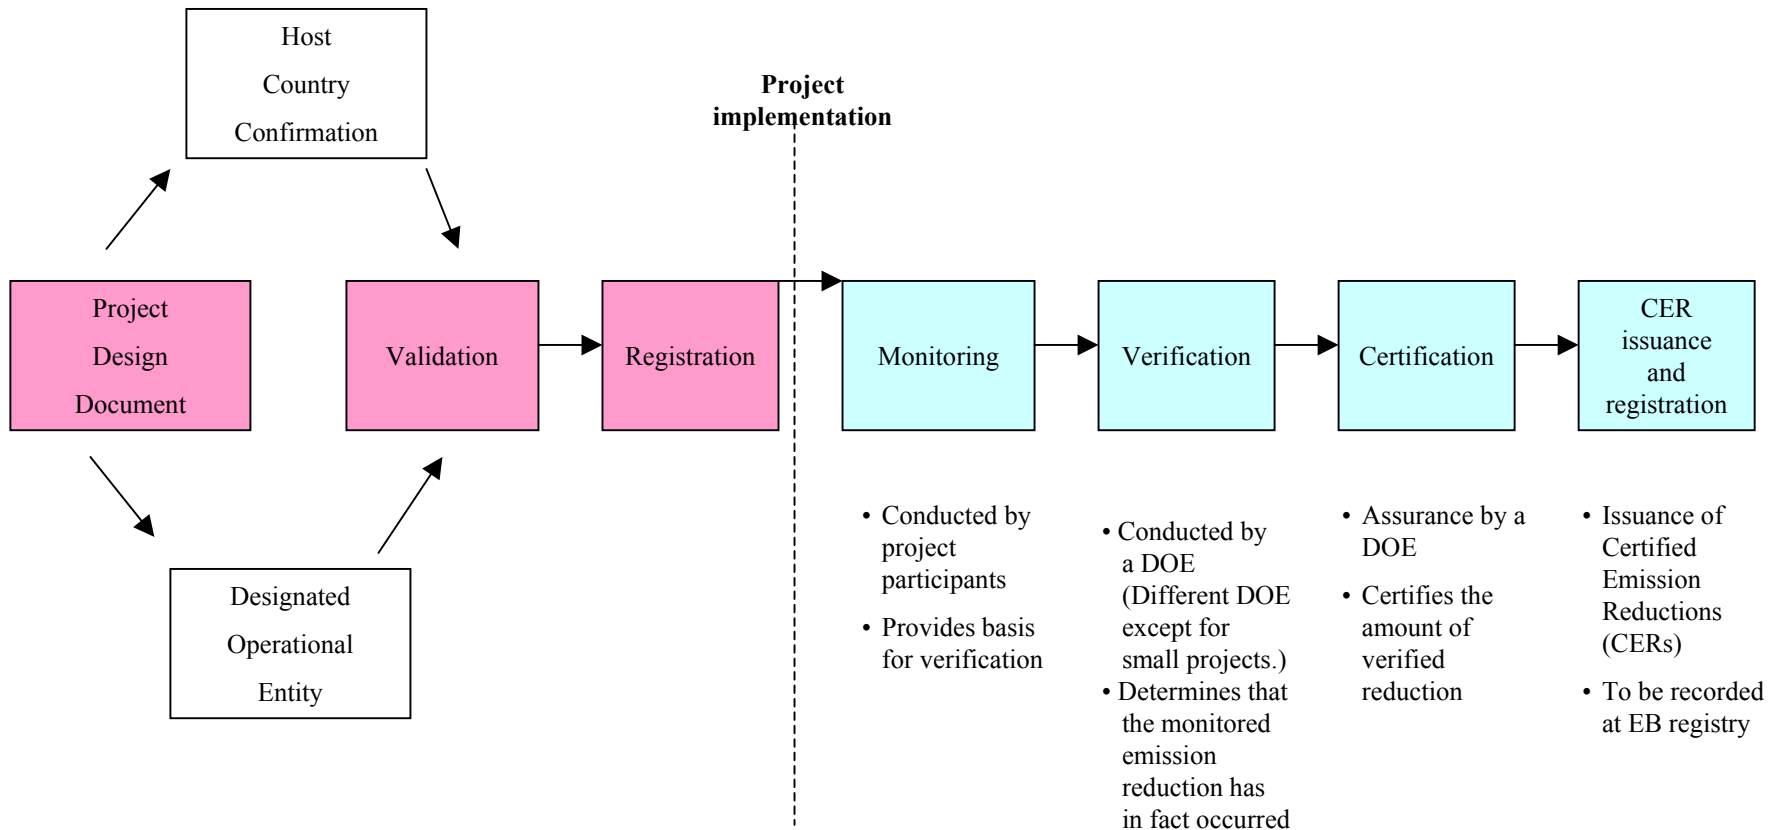 Host
Country
Confirmation
Project
implementation
Project
Design
Document
Validation
Registration
Monitoring
Verification
Certification
CER
issuance
and
registration
Designated
Operational
Entity
• Conducted by
project
participants
• Provides basis
for verification
• Conducted by
a DOE
(Different DOE
except for
small projects.)
• Determines that
the monitored
emission
reduction has
in fact occurred
• Assurance by a
DOE
• Certifies the
amount of
verified
reduction
• Issuance of
Certified
Emission
Reductions
(CERs)
• To be recorded
at EB registry